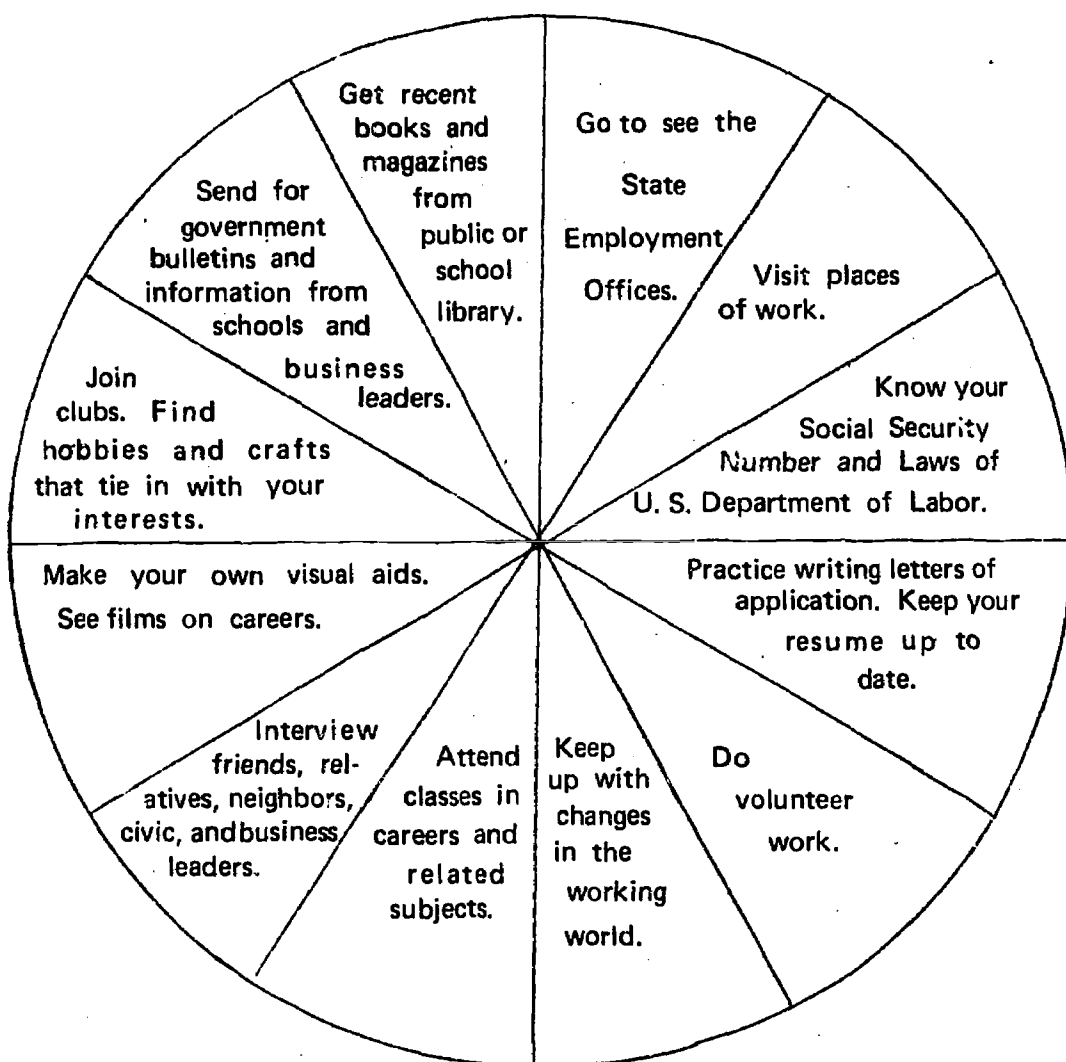 Get recent
books and
magazines
from
public or
school
library.
Go to see the
State
Employment
Offices.
Visit places
of work.
Know your
Social Security
Number and Laws of
U. S. Department of Labor.
Practice writing letters of
application. Keep your
resume up to
date.
Do
volunteer
work.
Keep
up with
changes
in the
working
world.
Attend
classes in
careers and
related
subjects.
Interview
friends, rel-
atives, neighbors,
civic, and business
leaders.
Make your own visual aids.
See films on careers.
Join
clubs. Find
hobbies and crafts
that tie in with your
interests.
Send for
government
bulletins and
information from
schools and
business
leaders.